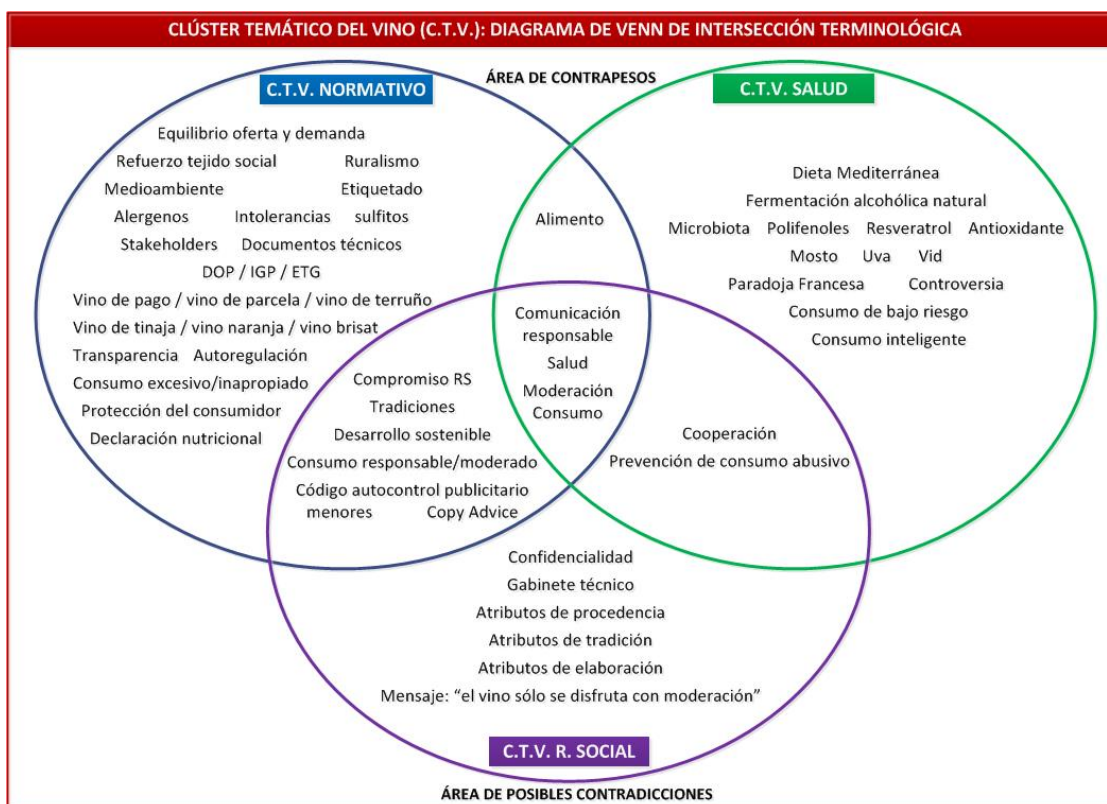 CLÚSTER TEMÁTICO DEL VINO (C.T.V.): DIAGRAMA DE VENN DE INTERSECCIÓN TERMINOLÓGICA
ÁREA DE CONTRAPESOS
C.T.V. NORMATIVO
Equilibrio oferta y demanda
Refuerzo tejido social Ruralismo
Medioambiente Etiquetado
Alergenos Intolerancias sulfitos
Stakeholders Documentos técnicos
DOP / IGP / ETG
Vino de pago / vino de parcela / vino de terruño
Vino de tinaja / vino naranja / vino brisat
Transparencia Autoregulación
Consumo excesivo/inapropiado
Protección del consumidor
Declaración nutricional
C.T.V. SALUD
Dieta Mediterránea
Fermentación alcohólica natural
Microbiota Polifenoles Resveratrol Antioxidante
Mosto Uva Vid
Paradoja Francesa Controversia
Consumo de bajo riesgo
Consumo inteligente
Alimento
Comunicación
responsable
Salud
Moderación
Consumo
Compromiso RS
Tradiciones
Desarrollo sostenible
Consumo responsable/moderado
Código autocontrol publicitario
menores Copy Advice
Cooperación
Prevención de consumo abusivo
Confidencialidad
Gabinete técnico
Atributos de procedencia
Atributos de tradición
Atributos de elaboración
Mensaje: “el vino sólo se disfruta con moderación”
C.T.V. R. SOCIAL
ÁREA DE POSIBLES CONTRADICCIONES